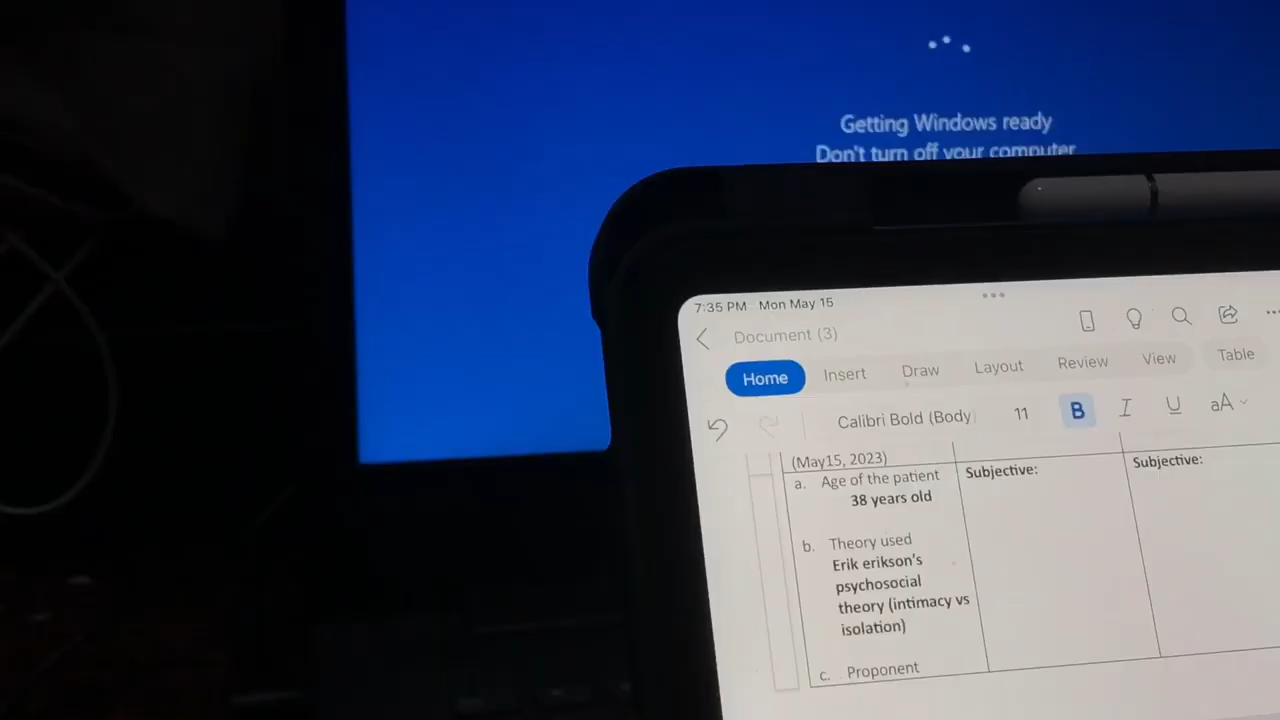 Getting Windows ready
Don't turn off your computer
7:35 PM Mon May 15
Document (3)
Home Insert Draw Layout Review View Table
Calibri Bold (Body 11 B I U aA
(May15, 2023)
a. Age of the patient
38 years old
Subjective:
Subjective:
b. Theory used
Erik erikson's
psychosocial
theory (intimacy vs
isolation)
c. Proponent